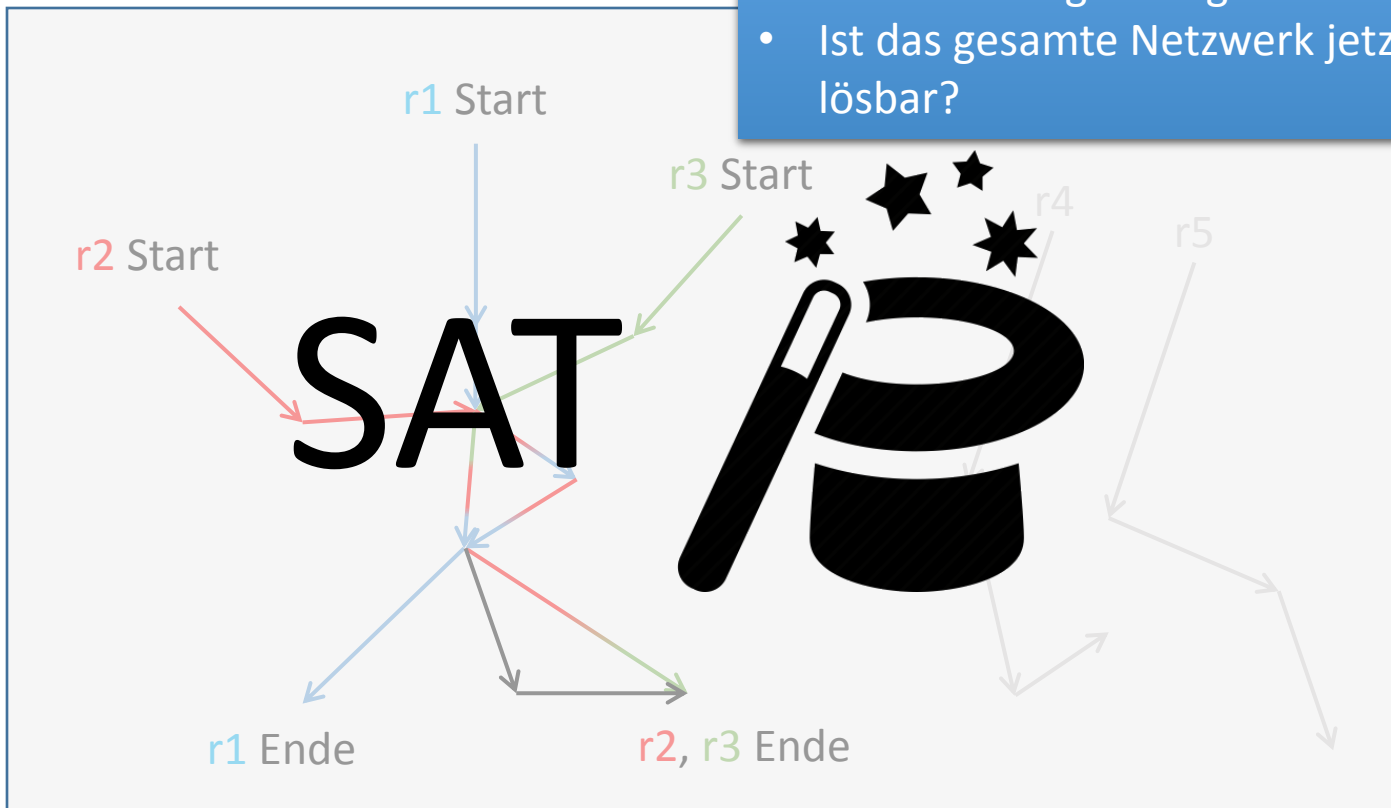 Ist das gesamte Netzwerk
lösbar?
r1 Start
r3 Start
r4
r5
r2 Start
SAT
r1 Ende
r2, r3 Ende